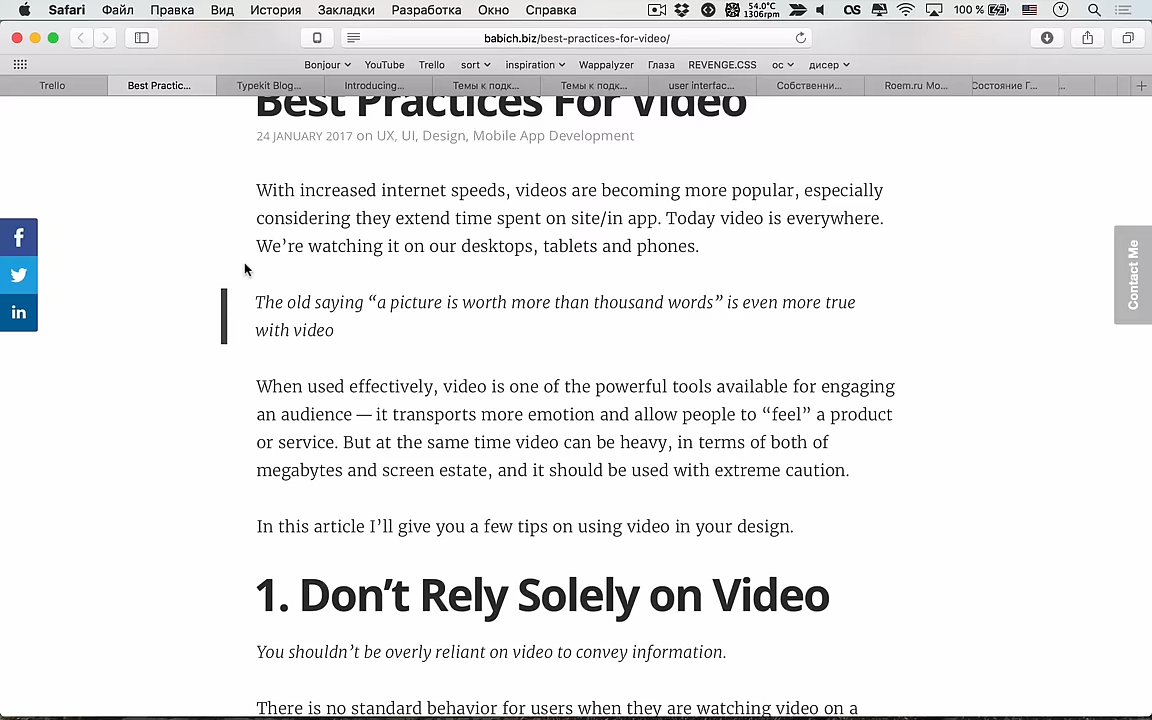 Safari Файл Правка Вид История Закладки Разработка Окно Справка 54.0°C 1306rpm 100 %
babich.biz/best-practices-for-video/
Bonjour YouTube Trello sort inspiration Wappalyzer Глаза REVENGE.CSS ос дисер
Trello Best Practic... Typekit Blog... Introducing... Темы к подк... Темы к подк... user interfac... Собственни... Roem.ru Mo... Состояние Г... ...
Best Practices For Video
24 JANUARY 2017 on UX, UI, Design, Mobile App Development
With increased internet speeds, videos are becoming more popular, especially
considering they extend time spent on site/in app. Today video is everywhere.
We’re watching it on our desktops, tablets and phones.
The old saying “a picture is worth more than thousand words” is even more true
with video
When used effectively, video is one of the powerful tools available for engaging
an audience — it transports more emotion and allow people to “feel” a product
or service. But at the same time video can be heavy, in terms of both of
megabytes and screen estate, and it should be used with extreme caution.
In this article I’ll give you a few tips on using video in your design.
1. Don’t Rely Solely on Video
You shouldn’t be overly reliant on video to convey information.
There is no standard behavior for users when they are watching video on a
Contact Me